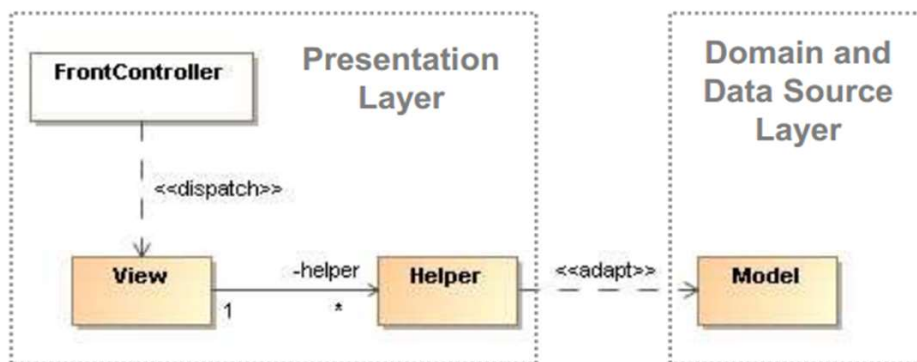 FrontController
Presentation
Layer
Domain and
Data Source
Layer
<<dispatch>>
View
-helper
1
*
Helper
<<adapt>>
Model